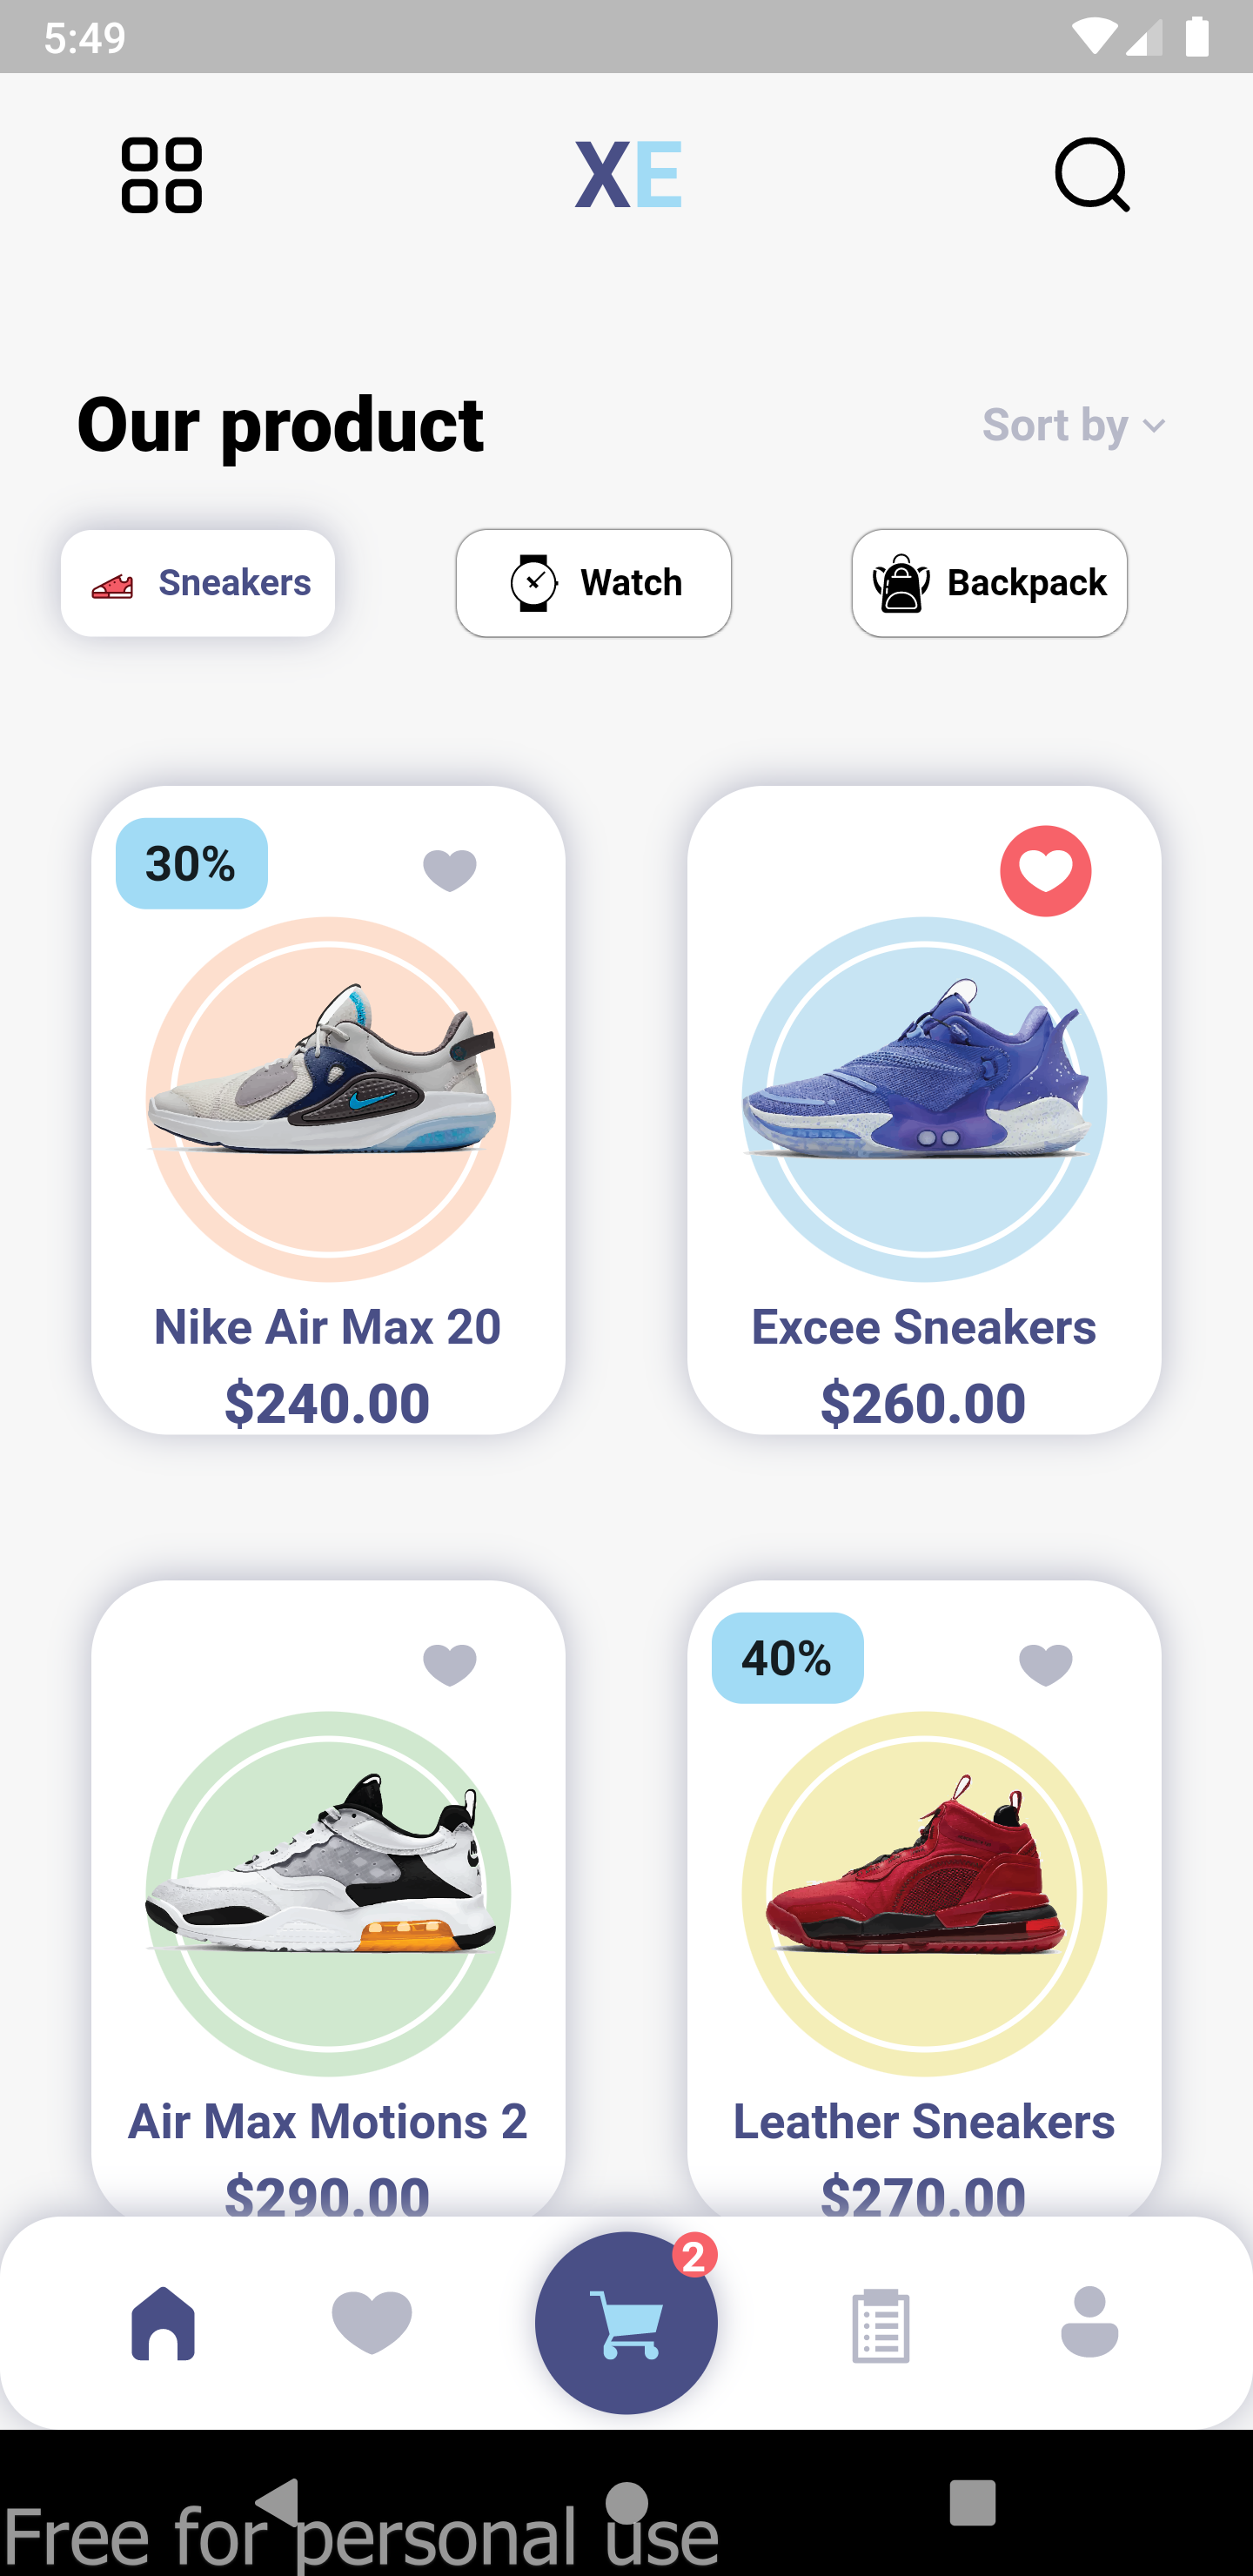 5:49
XE
Our product
Sort by
Sneakers
Watch
Backpack
30%
Nike Air Max 20
$240.00
Excee Sneakers
$260.00
40%
Air Max Motions 2
$290.00
Leather Sneakers
$270.00
2
Free for personal use